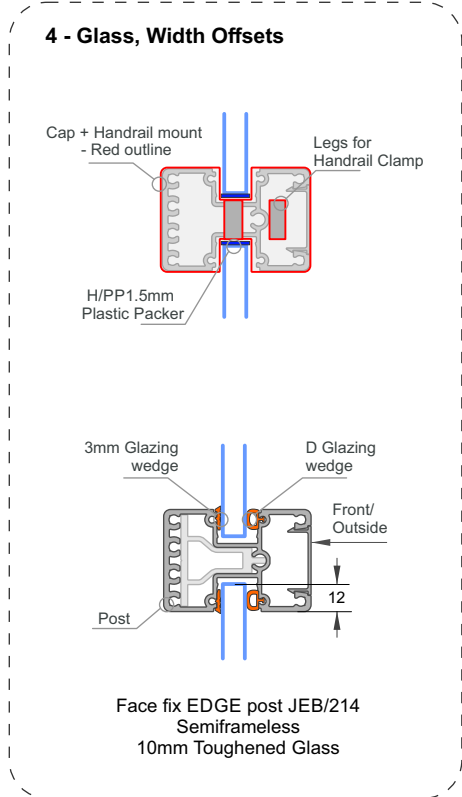 4 - Glass, Width Offsets
Cap + Handrail mount
- Red outline
Legs for
Handrail Clamp
H/PP1.5mm
Plastic Packer
3mm Glazing
wedge
D Glazing
wedge
Front/
Outside
12
Post
Face fix EDGE post JEB/214
Semiframeless
10mm Toughened Glass